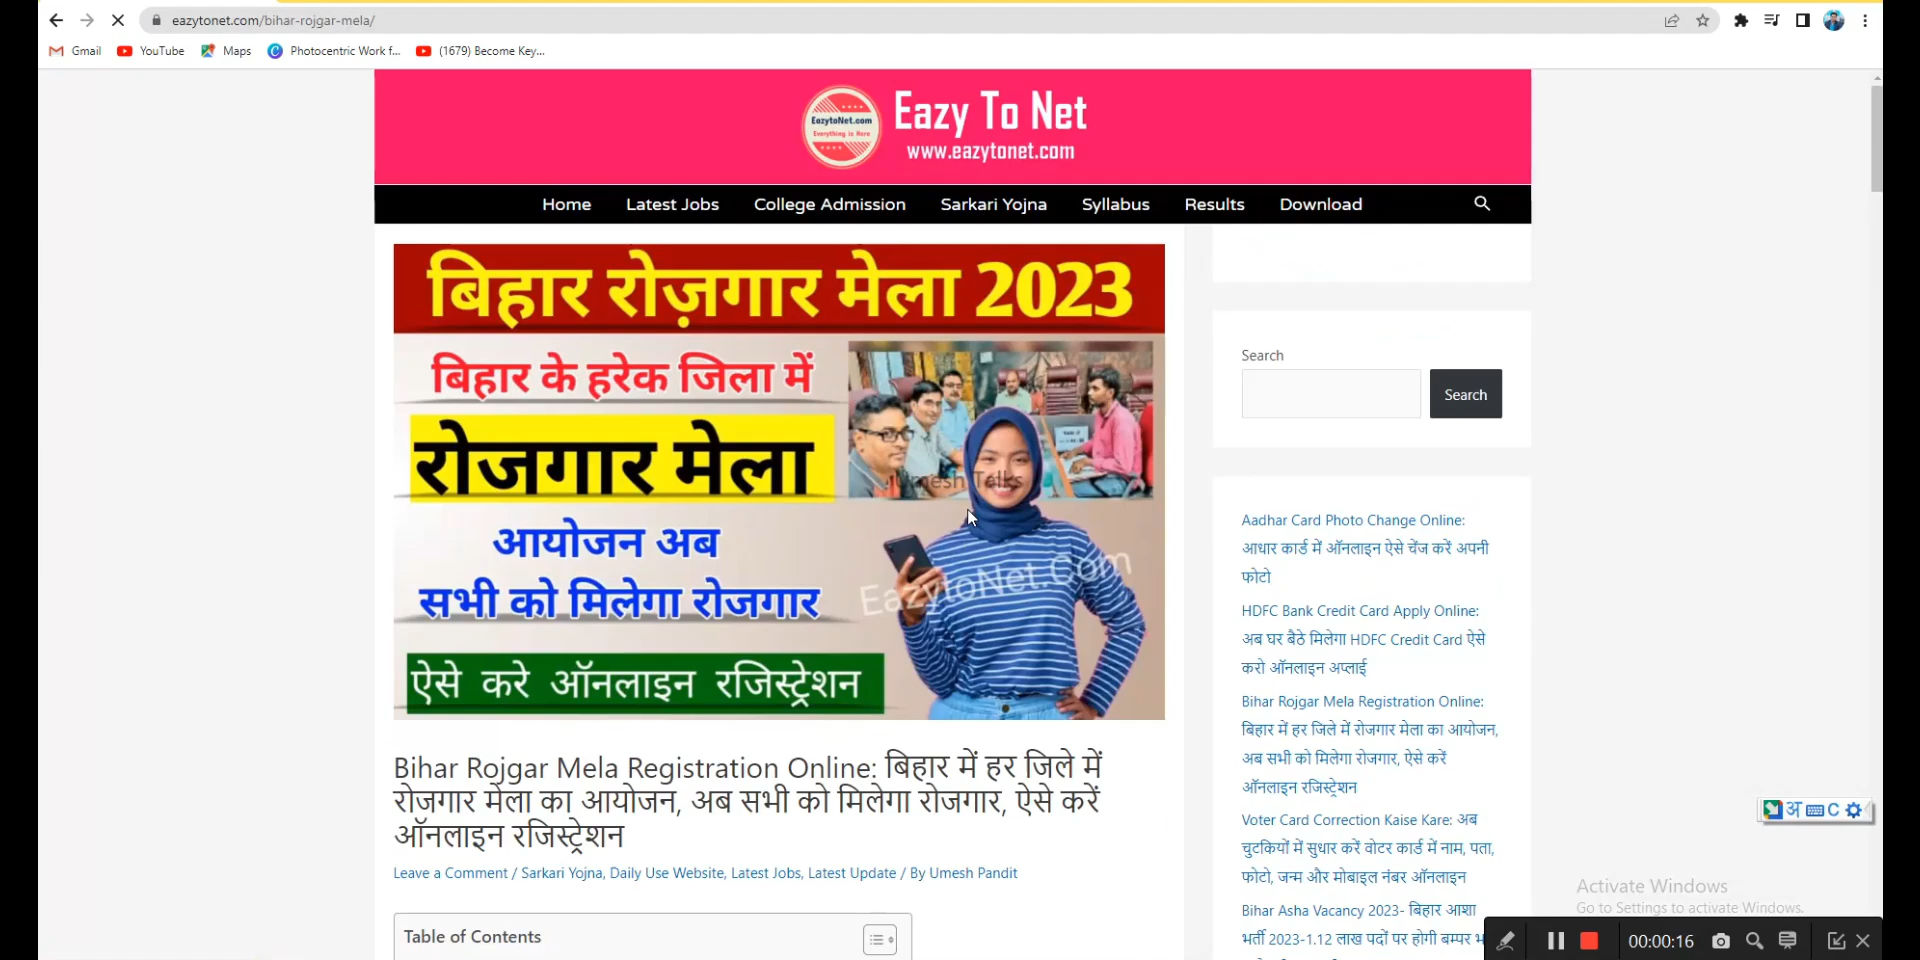 eazytonet.com/bihar-rojgar-mela/
Gmail
YouTube
Maps
Photocentric Work f...
(1679) Become Key...
EazytoNet.com
Everything is Here
Eazy To Net
www.eazytonet.com
Home
Latest Jobs
College Admission
Sarkari Yojna
Syllabus
Results
Download
बिहार रोज़गार मेला 2023
बिहार के हरेक जिला में
रोजगार मेला
आयोजन अब
सभी को मिलेगा रोजगार
ऐसे करे ऑनलाइन रजिस्ट्रेशन
Umesh Talks
EazytoNet.Com
Bihar Rojgar Mela Registration Online: बिहार में हर जिले में
रोजगार मेला का आयोजन, अब सभी को मिलेगा रोजगार, ऐसे करें
ऑनलाइन रजिस्ट्रेशन
Leave a Comment / Sarkari Yojna, Daily Use Website, Latest Jobs, Latest Update / By Umesh Pandit
Table of Contents
Search
Search
Aadhar Card Photo Change Online:
आधार कार्ड में ऑनलाइन ऐसे चेंज करें अपनी
फोटो
HDFC Bank Credit Card Apply Online:
अब घर बैठे मिलेगा HDFC Credit Card ऐसे
करो ऑनलाइन अप्लाई
Bihar Rojgar Mela Registration Online:
बिहार में हर जिले में रोजगार मेला का आयोजन,
अब सभी को मिलेगा रोजगार, ऐसे करें
ऑनलाइन रजिस्ट्रेशन
Voter Card Correction Kaise Kare: अब
चुटकियों में सुधार करें वोटर कार्ड में नाम, पता,
फोटो, जन्म और मोबाइल नंबर ऑनलाइन
Bihar Asha Vacancy 2023- बिहार आशा
भर्ती 2023-1.12 लाख पदों पर होगी बम्पर
अ
C
Activate Windows
Go to Settings to activate Windows.
00:00:16